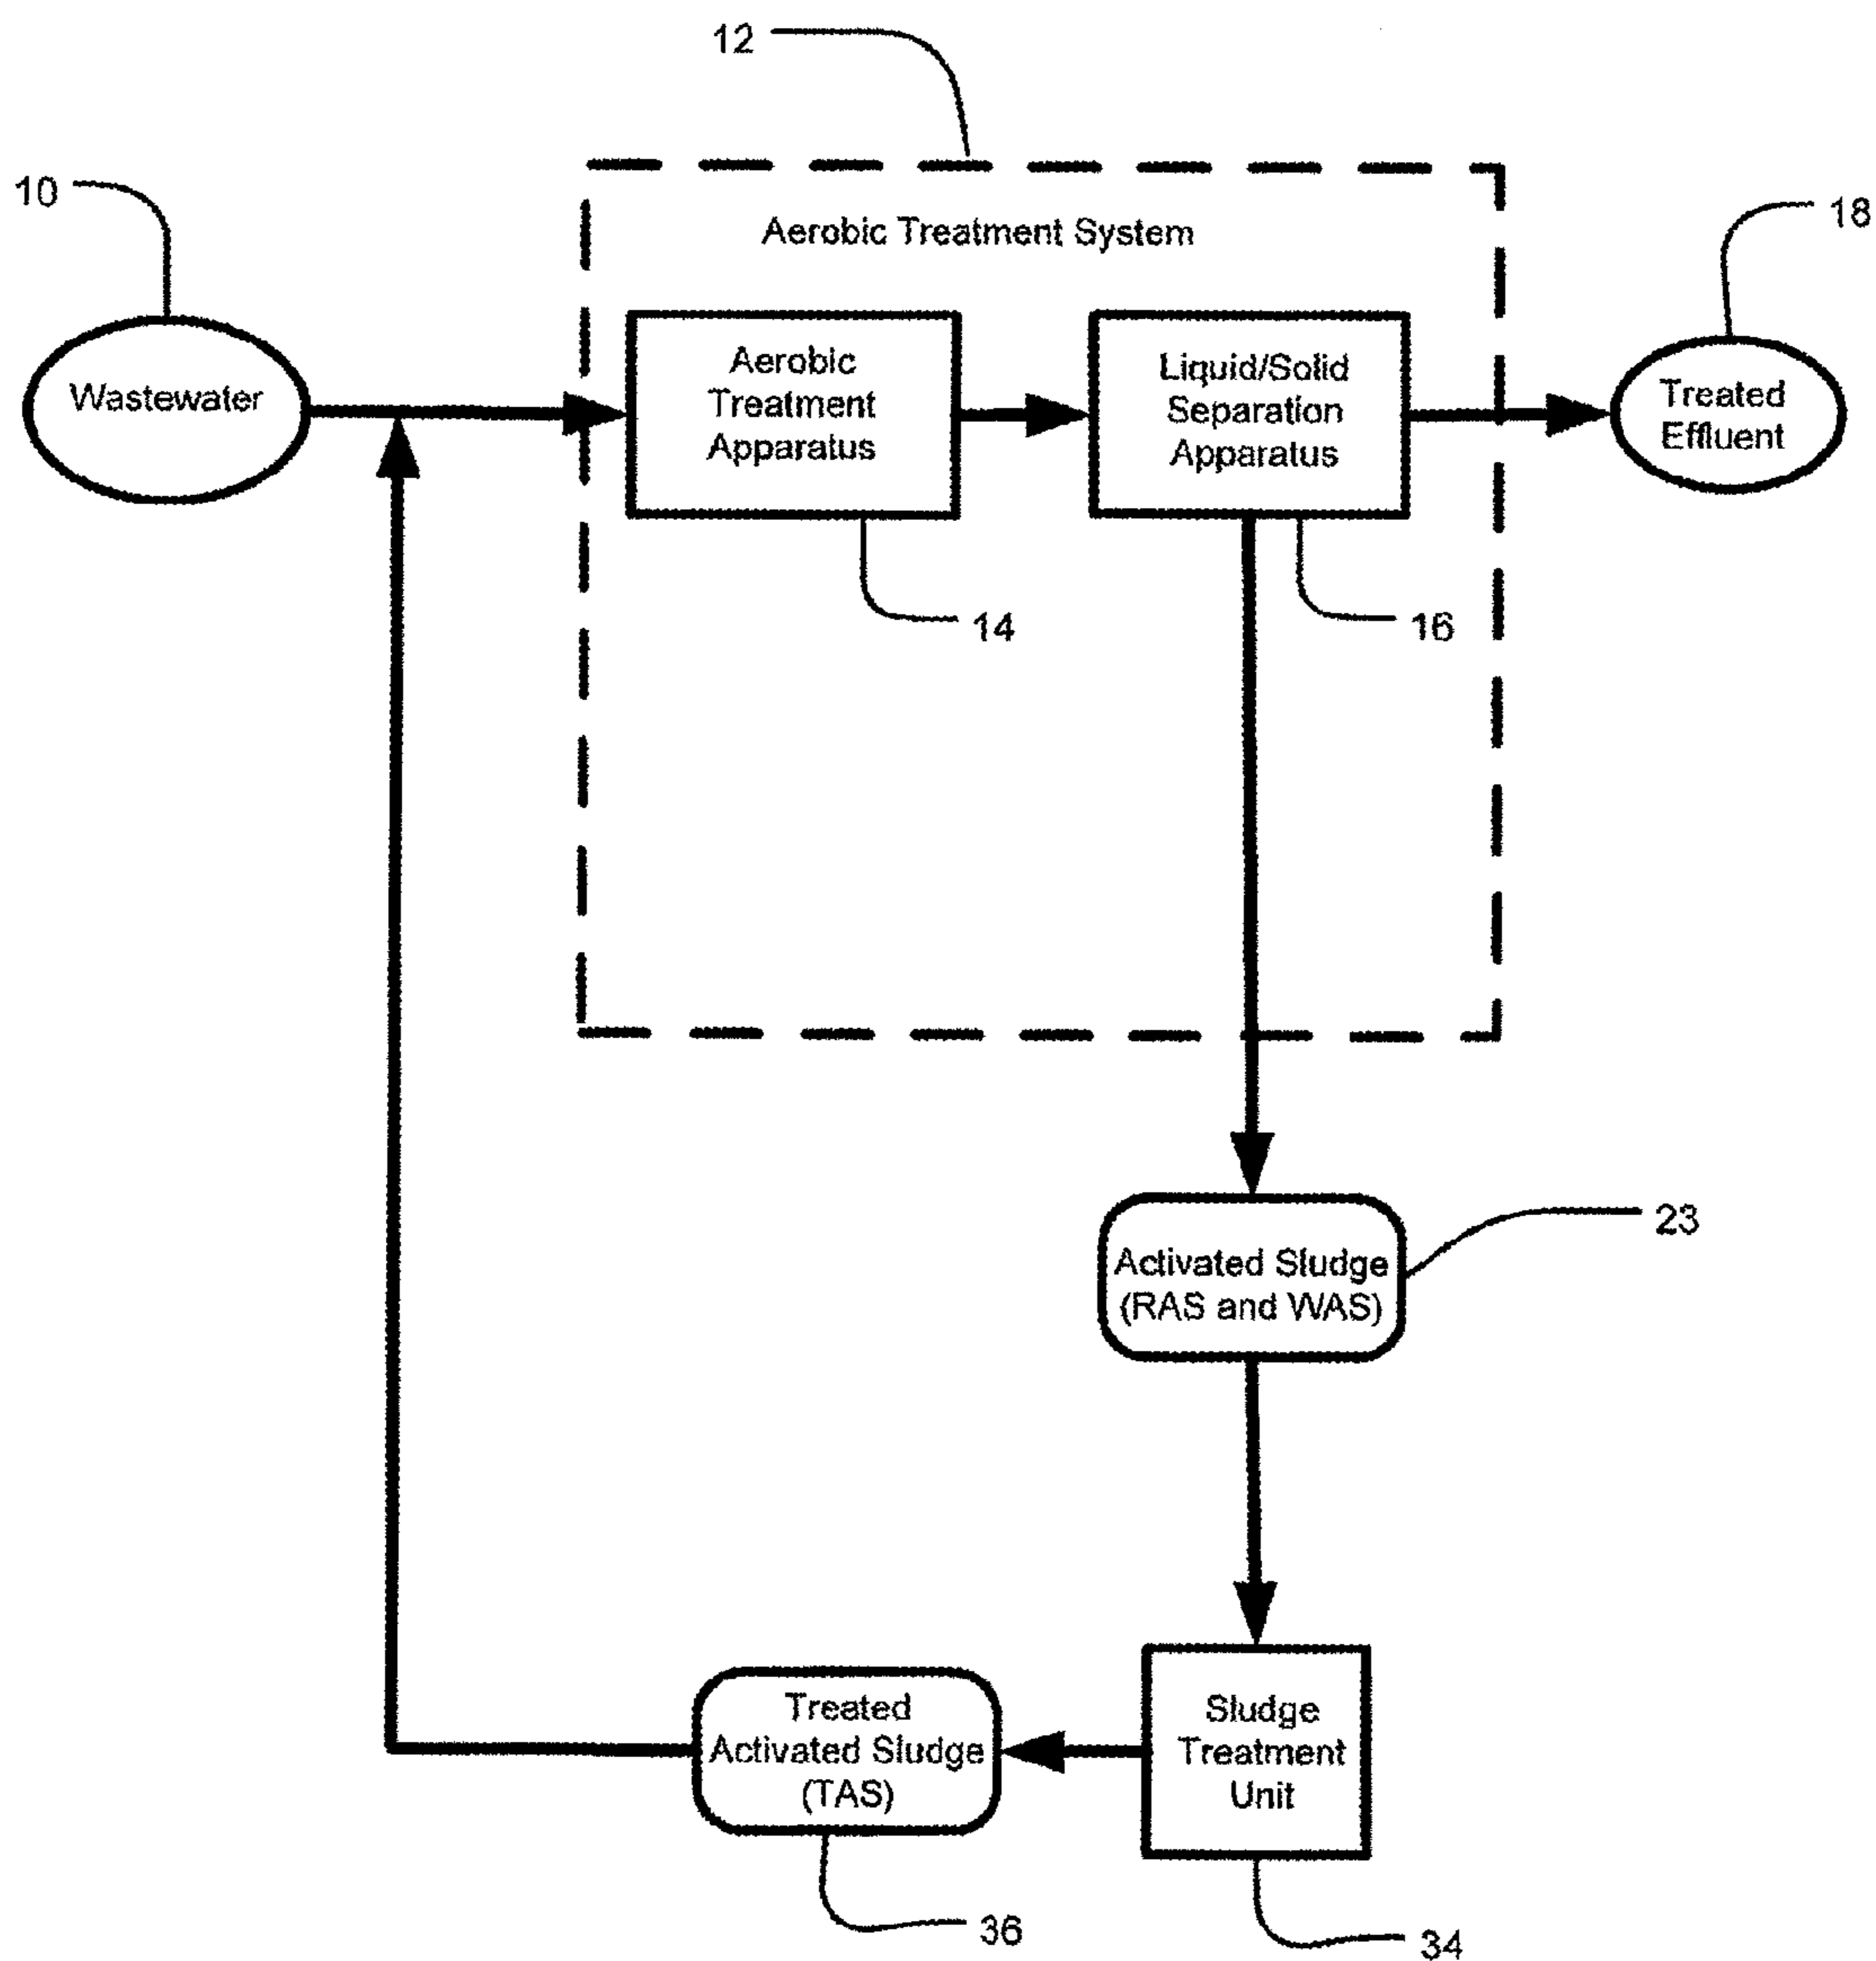 12
10
18
Aerobic Treatment System
Wastewater
Aerobic
Treatment
Apparatus
Liquid/Solid
Separation
Apparatus
Treated
Effluent
14
16
23
Activated Sludge
(RAS and WAS)
Treated
Activated Sludge
(TAS)
Sludge
Treatment
Unit
36
34